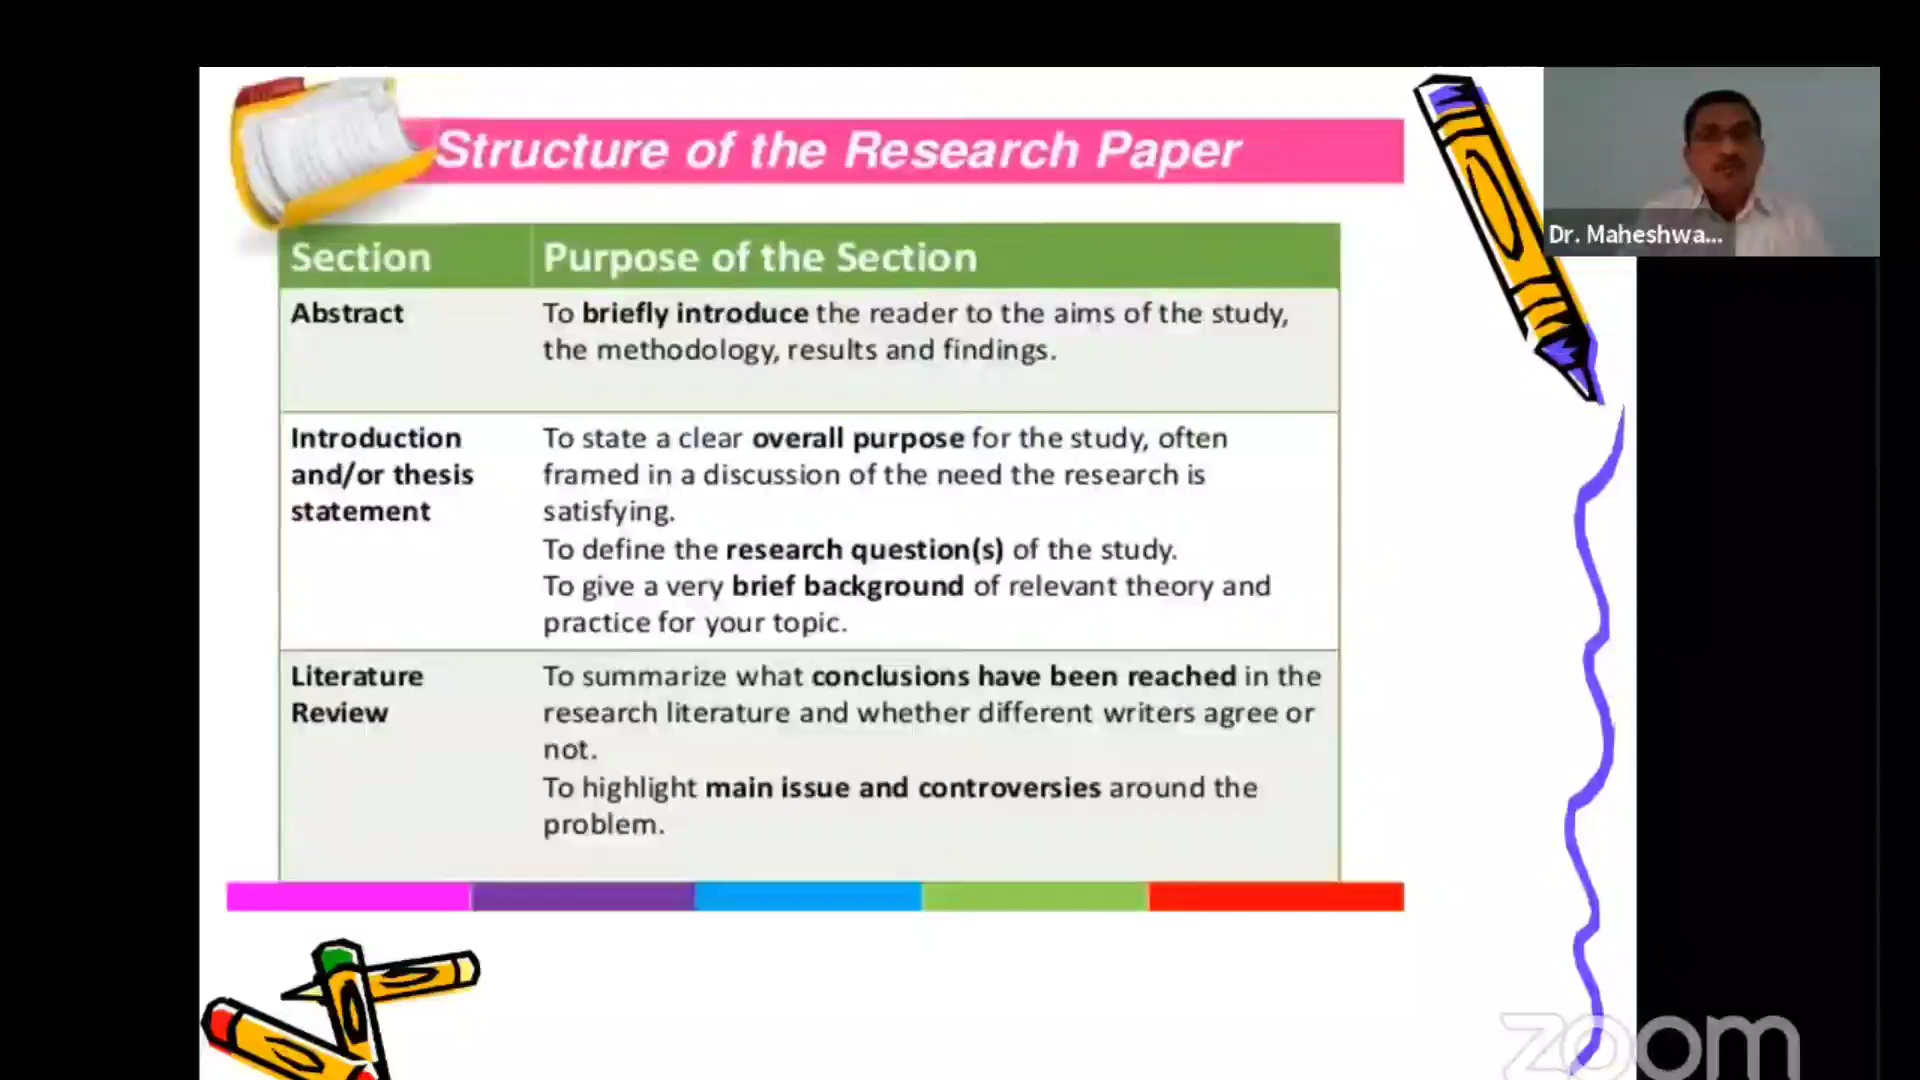 Structure of the Research Paper
Dr. Maheshwa...
Section
Purpose of the Section
Abstract
To briefly introduce the reader to the aims of the study,
the methodology, results and findings.
Introduction
and/or thesis
statement
To state a clear overall purpose for the study, often
framed in a discussion of the need the research is
satisfying.
To define the research question(s) of the study.
To give a very brief background of relevant theory and
practice for your topic.
Literature
Review
To summarize what conclusions have been reached in the
research literature and whether different writers agree or
not.
To highlight main issue and controversies around the
problem.
zoom